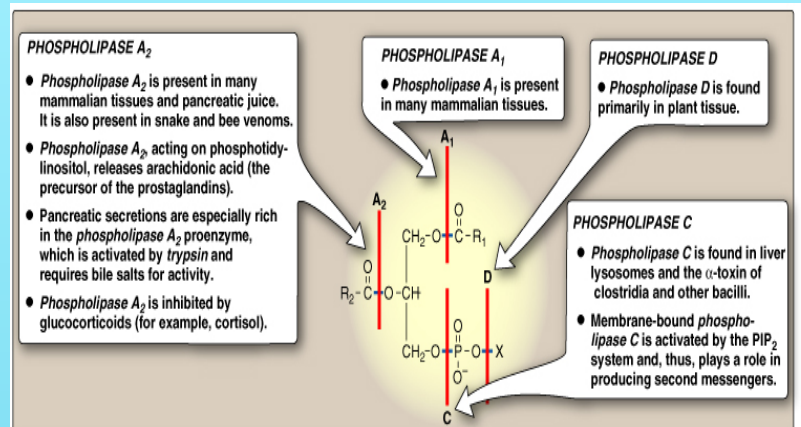 PHOSPHOLIPASE A2
● Phospholipase A2 is present in many
mammalian tissues and pancreatic juice.
It is also present in snake and bee venoms.
● Phospholipase A2, acting on phosphotidy-
linositol, releases arachidonic acid (the
precursor of the prostaglandins).
● Pancreatic secretions are especially rich
in the phospholipase A2 proenzyme,
which is activated by trypsin and
requires bile salts for activity.
● Phospholipase A2 is inhibited by
glucocorticoids (for example, cortisol).
PHOSPHOLIPASE A1
● Phospholipase A1 is present
in many mammalian tissues.
PHOSPHOLIPASE D
● Phospholipase D is found
primarily in plant tissue.
PHOSPHOLIPASE C
● Phospholipase C is found in liver
lysosomes and the α-toxin of
clostridia and other bacilli.
● Membrane-bound phospho-
lipase C is activated by the PIP2
system and, thus, plays a role in
producing second messengers.
A1
A2
O
CH2-O-C-R1
O
D
R2-C-O-CH
O
CH2-O-P-O-X
O-
C